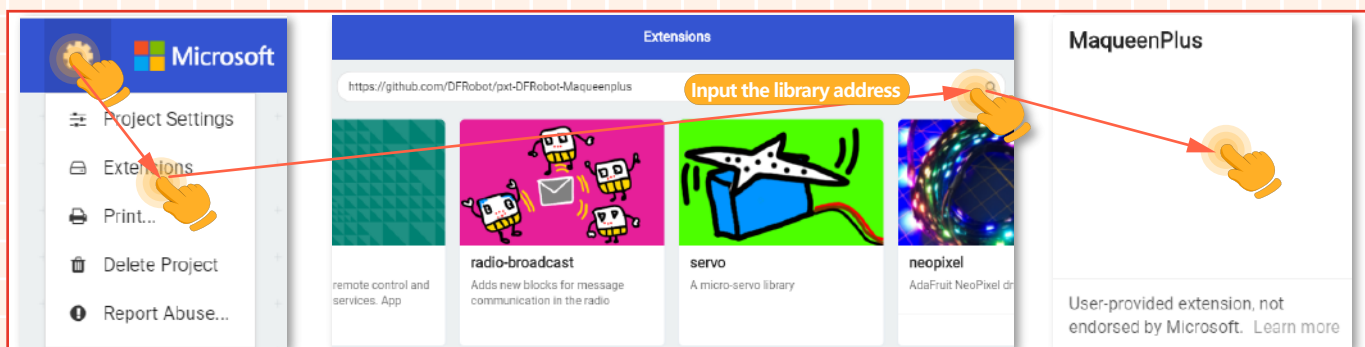 Microsoft
Project Settings
Extensions
Print...
Delete Project
Report Abuse...
Extensions
https://github.com/DFRobot/pxt-DFRobot-Maqueenplus
Input the library address
remote control and
services. App
radio-broadcast
Adds new blocks for message
communication in the radio
servo
A micro-servo library
neopixel
AdaFruit NeoPixel dr
MaqueenPlus
User-provided extension, not
endorsed by Microsoft. Learn more